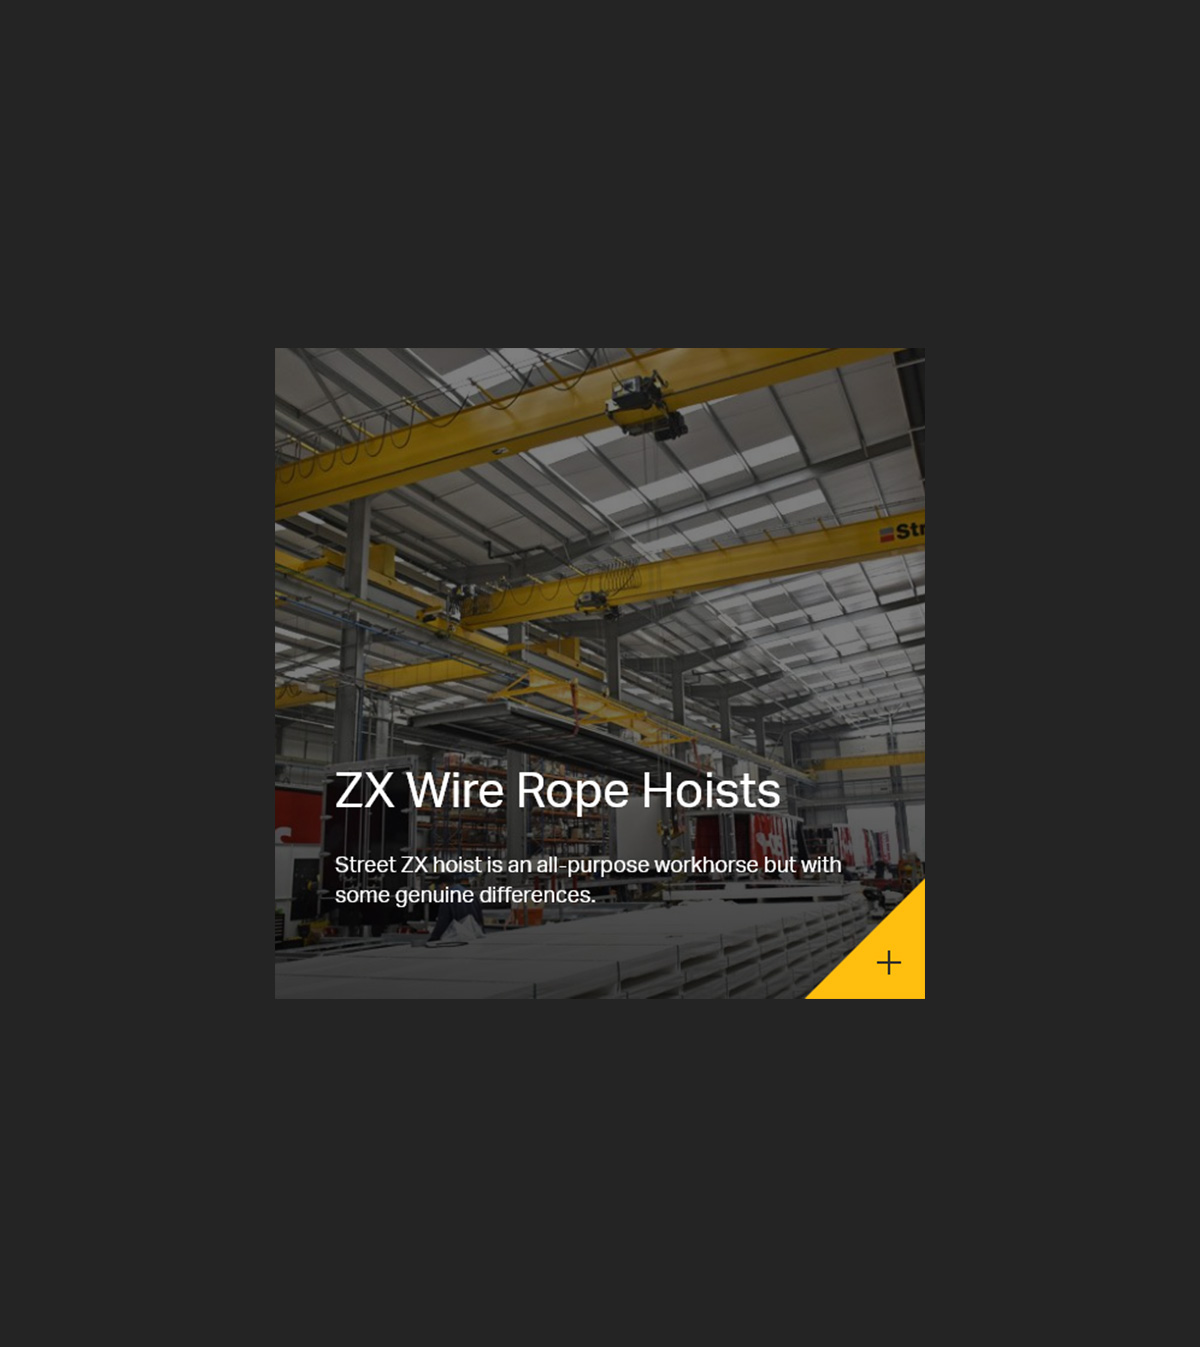 Str
ZX Wire Rope Hoists
Street ZX hoist is an all-purpose workhorse but with
some genuine differences.